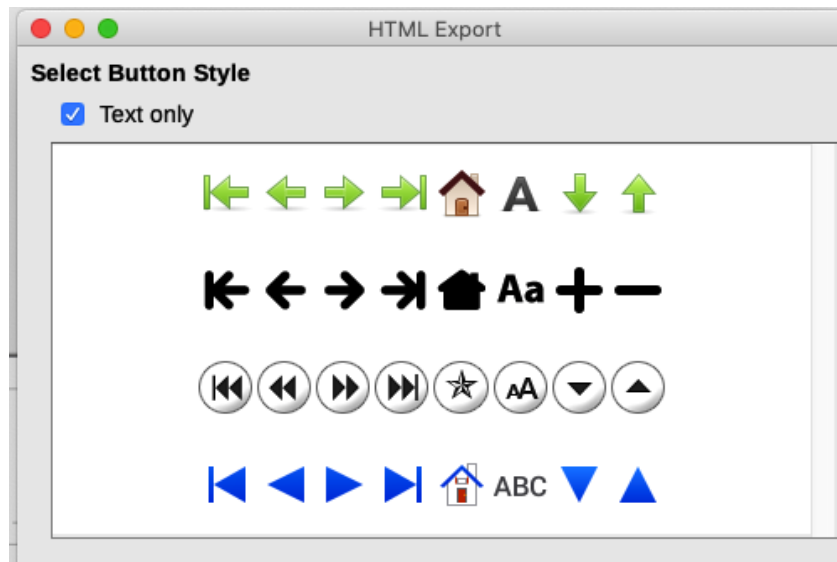 HTML Export
Select Button Style
Text only
A
Aa
AA
ABC